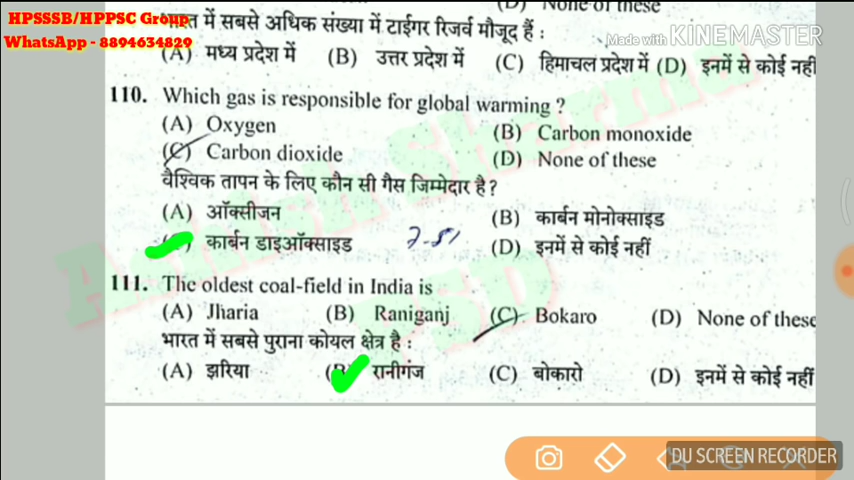 (D) None of these
HPSSSB/HPPSC Group
WhatsApp - 8894634829
Made with KINEMASTER
भारत में सबसे अधिक संख्या में टाईगर रिजर्व मौजूद हैं :
(A) मध्य प्रदेश में (B) उत्तर प्रदेश में (C) हिमाचल प्रदेश में (D) इनमें से कोई नहीं
110. Which gas is responsible for global warming ?
(A) Oxygen (B) Carbon monoxide
(C) Carbon dioxide (D) None of these
वैश्विक तापन के लिए कौन सी गैस जिम्मेदार है?
(A) ऑक्सीजन (B) कार्बन मोनोक्साइड
कार्बन डाइऑक्साइड (D) इनमें से कोई नहीं
111. The oldest coal-field in India is
(A) Jharia (B) Raniganj (C) Bokaro (D) None of these
भारत में सबसे पुराना कोयल क्षेत्र है :
(A) झरिया (B) रानीगंज (C) बोकारो (D) इनमें से कोई नहीं
DU SCREEN RECORDER